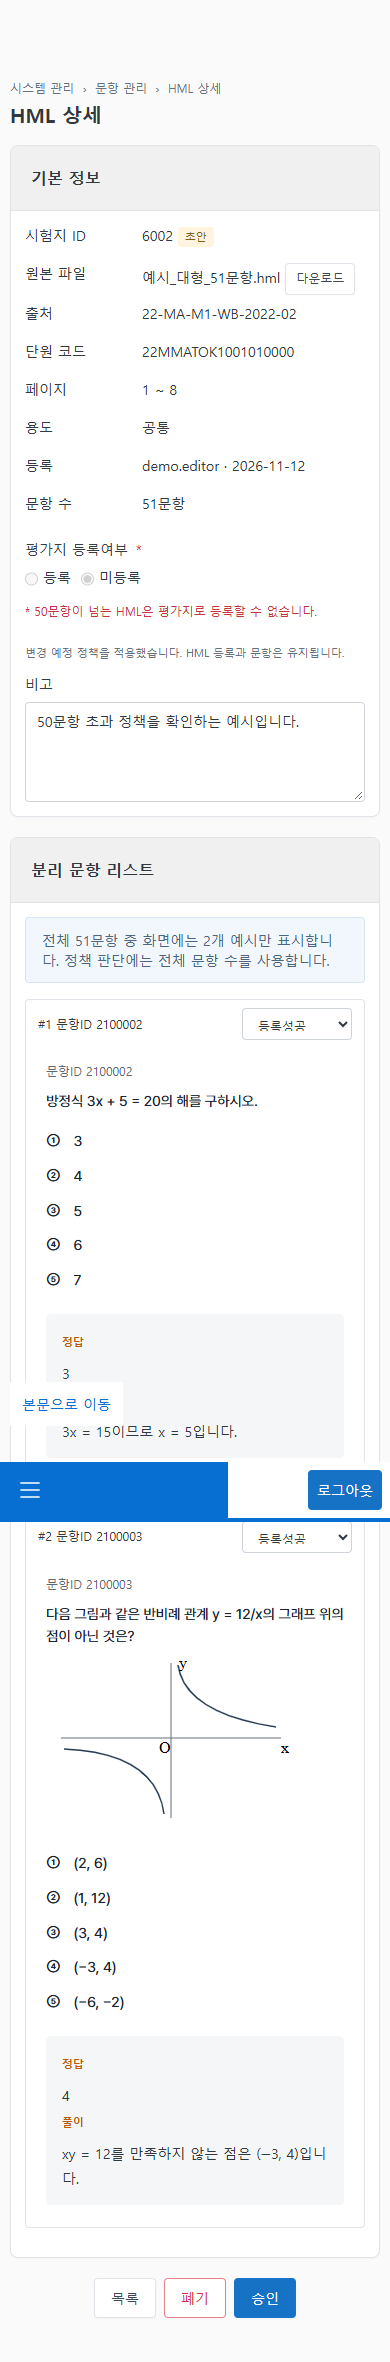 시스템 관리 › 문항 관리 › HML 상세
HML 상세
기본 정보
시험지 ID 6002 초안
원본 파일 예시_대형_51문항.hml 다운로드
출처 22-MA-M1-WB-2022-02
단원 코드 22MMATOK1001010000
페이지 1 ~ 8
용도 공통
등록 demo.editor · 2026-11-12
문항 수 51문항
평가지 등록여부 *
등록 미등록
* 50문항이 넘는 HML은 평가지로 등록할 수 없습니다.
변경 예정 정책을 적용했습니다. HML 등록과 문항은 유지됩니다.
비고
50문항 초과 정책을 확인하는 예시입니다.
분리 문항 리스트
전체 51문항 중 화면에는 2개 예시만 표시합니
다. 정책 판단에는 전체 문항 수를 사용합니다.
#1 문항ID 2100002 등록성공
문항ID 2100002
방정식 3x + 5 = 20의 해를 구하시오.
① 3
② 4
③ 5
④ 6
⑤ 7
정답
3
본문으로 이동
3x = 15이므로 x = 5입니다.
로그아웃
#2 문항ID 2100003 등록성공
문항ID 2100003
다음 그림과 같은 반비례 관계 y = 12/x의 그래프 위의
점이 아닌 것은?
y
O
x
① (2, 6)
② (1, 12)
③ (3, 4)
④ (−3, 4)
⑤ (−6, −2)
정답
4
풀이
xy = 12를 만족하지 않는 점은 (−3, 4)입니
다.
목록 폐기 승인